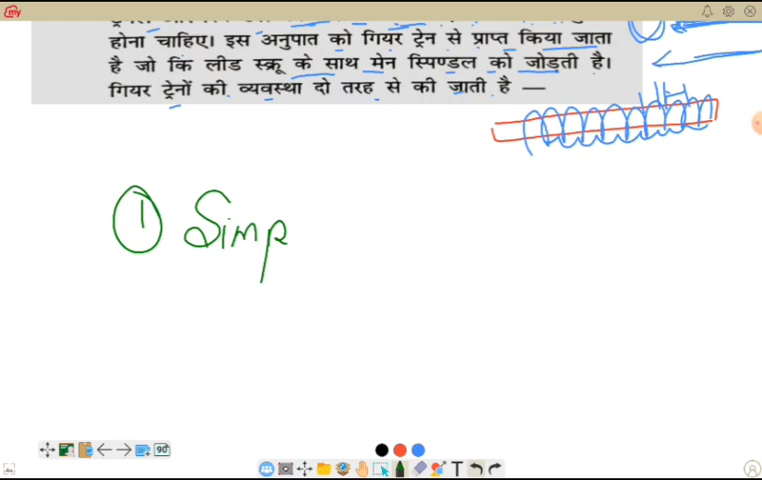 होना चाहिए। इस अनुपात को गियर ट्रेन से प्राप्त किया जाता
है जो कि लीड स्क्रू के साथ मेन स्पिण्डल को जोड़ती है।
गियर ट्रेनों की व्यवस्था दो तरह से की जाती है —
① Simp